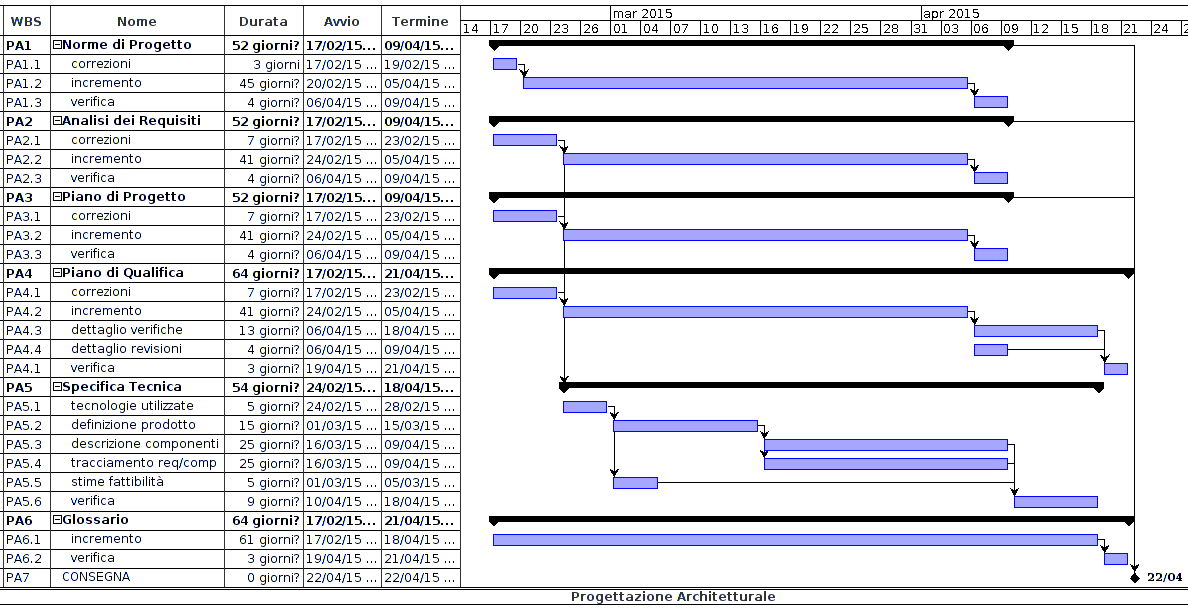 WBS Nome Durata Avvio Termine
mar 2015 apr 2015
14 17 20 23 26 01 04 07 10 13 16 19 22 25 28 31 03 06 09 12 15 18 21 24
PA1 Norme di Progetto 52 giorni? 17/02/15... 09/04/15...
PA1.1 correzioni 3 giorni 17/02/15 ... 19/02/15 ...
PA1.2 incremento 45 giorni? 20/02/15 ... 05/04/15 ...
PA1.3 verifica 4 giorni? 06/04/15 ... 09/04/15 ...
PA2 Analisi dei Requisiti 52 giorni? 17/02/15... 09/04/15...
PA2.1 correzioni 7 giorni? 17/02/15 ... 23/02/15 ...
PA2.2 incremento 41 giorni? 24/02/15 ... 05/04/15 ...
PA2.3 verifica 4 giorni? 06/04/15 ... 09/04/15 ...
PA3 Piano di Progetto 52 giorni? 17/02/15... 09/04/15...
PA3.1 correzioni 7 giorni? 17/02/15 ... 23/02/15 ...
PA3.2 incremento 41 giorni? 24/02/15 ... 05/04/15 ...
PA3.3 verifica 4 giorni? 06/04/15 ... 09/04/15 ...
PA4 Piano di Qualifica 64 giorni? 17/02/15... 21/04/15...
PA4.1 correzioni 7 giorni? 17/02/15 ... 23/02/15 ...
PA4.2 incremento 41 giorni? 24/02/15 ... 05/04/15 ...
PA4.3 dettaglio verifiche 13 giorni? 06/04/15 ... 18/04/15 ...
PA4.4 dettaglio revisioni 4 giorni? 06/04/15 ... 09/04/15 ...
PA4.1 verifica 3 giorni? 19/04/15 ... 21/04/15 ...
PA5 Specifica Tecnica 54 giorni? 24/02/15... 18/04/15...
PA5.1 tecnologie utilizzate 5 giorni? 24/02/15 ... 28/02/15 ...
PA5.2 definizione prodotto 15 giorni? 01/03/15 ... 15/03/15 ...
PA5.3 descrizione componenti 25 giorni? 16/03/15 ... 09/04/15 ...
PA5.4 tracciamento req/comp 25 giorni? 16/03/15 ... 09/04/15 ...
PA5.5 stime fattibilità 5 giorni? 01/03/15 ... 05/03/15 ...
PA5.6 verifica 9 giorni? 10/04/15 ... 18/04/15 ...
PA6 Glossario 64 giorni? 17/02/15... 21/04/15...
PA6.1 incremento 61 giorni? 17/02/15 ... 18/04/15 ...
PA6.2 verifica 3 giorni? 19/04/15 ... 21/04/15 ...
PA7 CONSEGNA 0 giorni? 22/04/15 ... 22/04/15 ... 22/04
Progettazione Architetturale